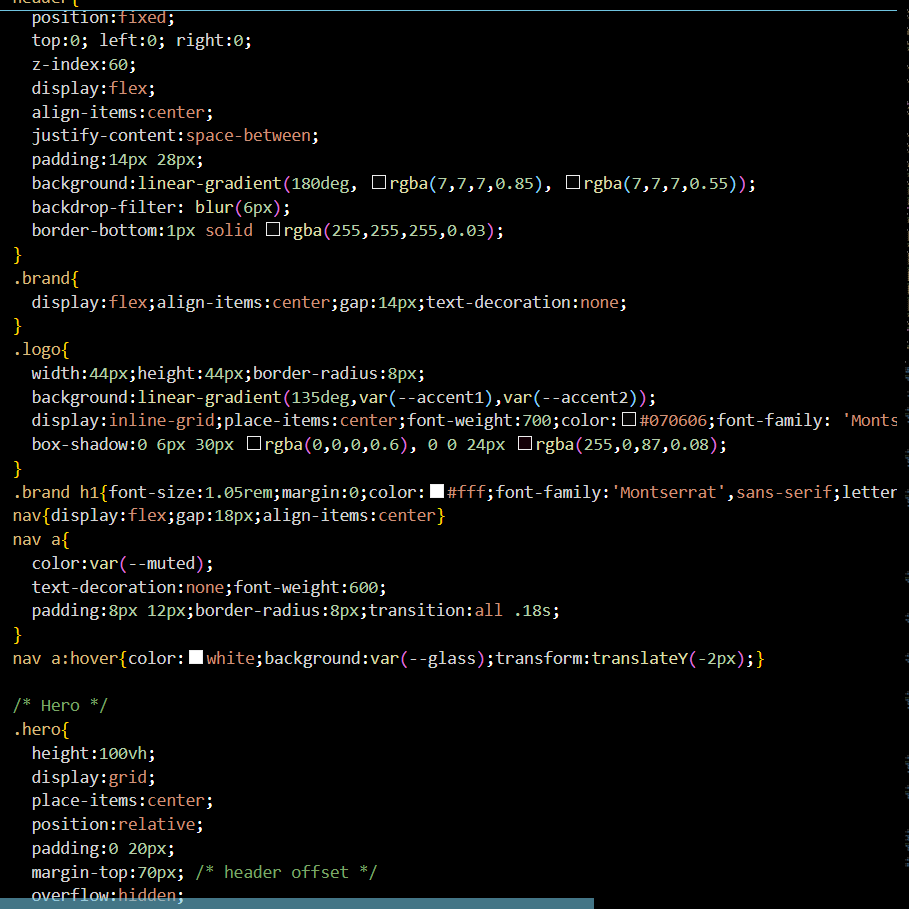 header{
position:fixed;
top:0; left:0; right:0;
z-index:60;
display:flex;
align-items:center;
justify-content:space-between;
padding:14px 28px;
background:linear-gradient(180deg, rgba(7,7,7,0.85), rgba(7,7,7,0.55));
backdrop-filter: blur(6px);
border-bottom:1px solid rgba(255,255,255,0.03);
}
.brand{
display:flex;align-items:center;gap:14px;text-decoration:none;
}
.logo{
width:44px;height:44px;border-radius:8px;
background:linear-gradient(135deg,var(--accent1),var(--accent2));
display:inline-grid;place-items:center;font-weight:700;color:#070606;font-family: 'Monts
box-shadow:0 6px 30px rgba(0,0,0,0.6), 0 0 24px rgba(255,0,87,0.08);
}
.brand h1{font-size:1.05rem;margin:0;color:#fff;font-family:'Montserrat',sans-serif;letter
nav{display:flex;gap:18px;align-items:center}
nav a{
color:var(--muted);
text-decoration:none;font-weight:600;
padding:8px 12px;border-radius:8px;transition:all .18s;
}
nav a:hover{color:white;background:var(--glass);transform:translateY(-2px);}
/* Hero */
.hero{
height:100vh;
display:grid;
place-items:center;
position:relative;
padding:0 20px;
margin-top:70px; /* header offset */
overflow:hidden;